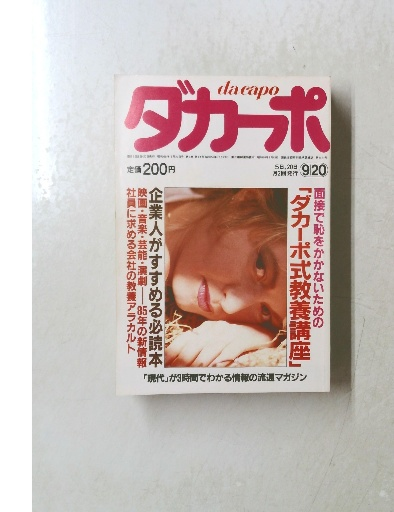 da capo
ダカーポ
定価200円
5日、20日
月2回発行
9/20
面接で恥をかかないための
「ダカーポ式教養講座」
企業人がすすめる必読本
映画・音楽・芸能・演劇──85年の新情報
社員に求める会社の教養アラカルト
「現代」が3時間でわかる情報の流通マガジン